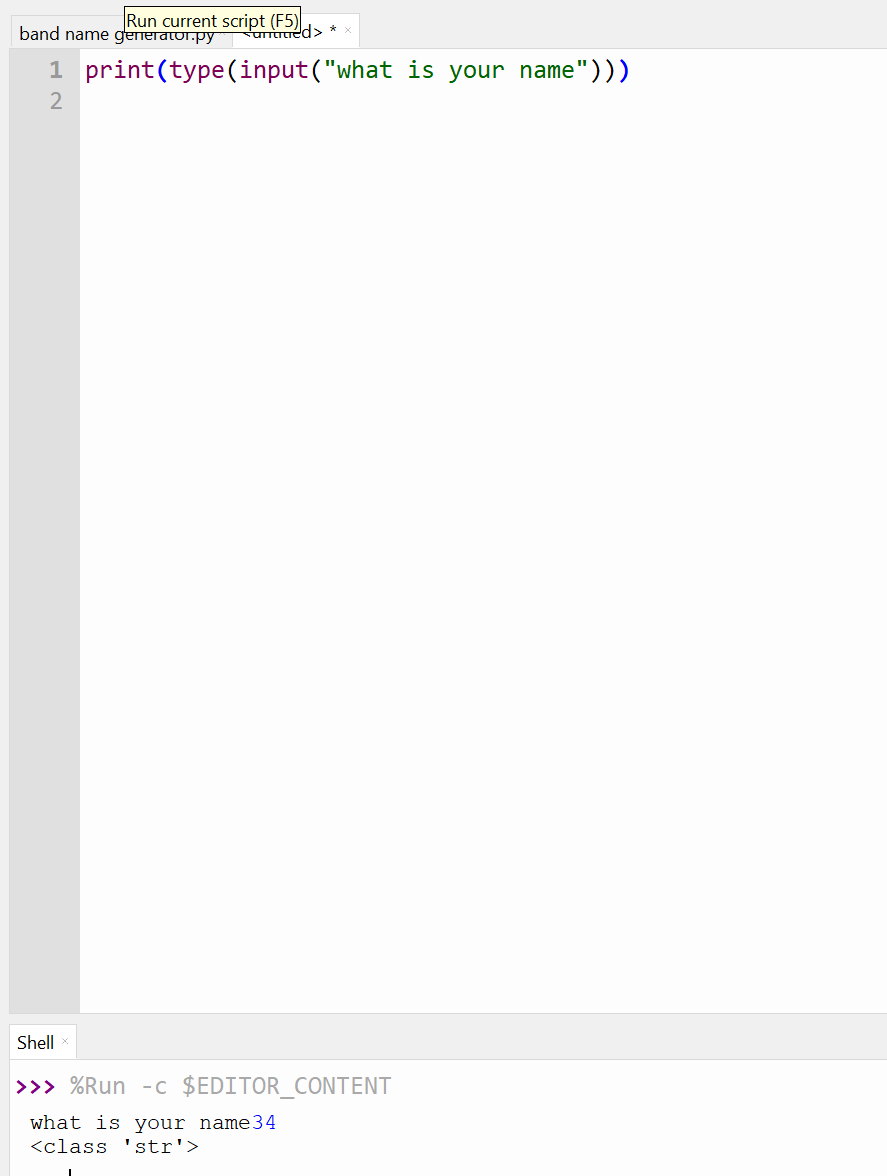 Run current script (F5)
band name generator.py × <untitled> * ×
1 print(type(input("what is your name")))
2
Shell ×
>>> %Run -c $EDITOR_CONTENT
what is your name34
<class 'str'>